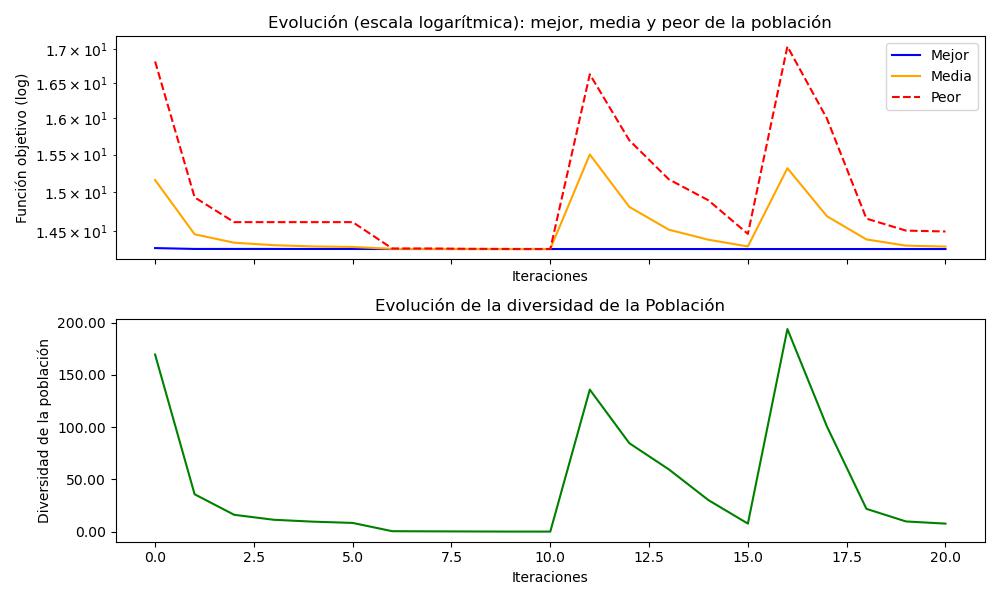 Evolución (escala logarítmica): mejor, media y peor de la población
Función objetivo (log)
1.7 × 10¹
1.65 × 10¹
1.6 × 10¹
1.55 × 10¹
1.5 × 10¹
1.45 × 10¹
Mejor
Media
Peor
Iteraciones
Evolución de la diversidad de la Población
Diversidad de la población
200.00
150.00
100.00
50.00
0.00
0.0 2.5 5.0 7.5 10.0 12.5 15.0 17.5 20.0
Iteraciones